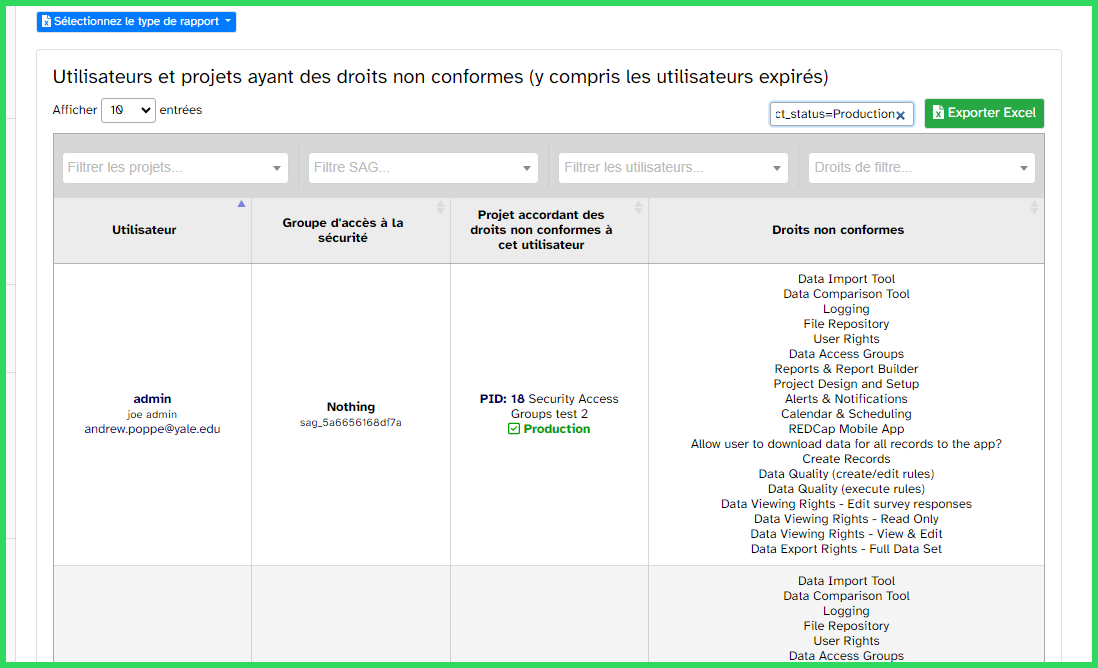 Sélectionnez le type de rapport
Utilisateurs et projets ayant des droits non conformes (y compris les utilisateurs expirés)
Afficher 10 entrées
ct_status=Production
Exporter Excel
Filtrer les projets...
Filtre SAG...
Filtrer les utilisateurs...
Droits de filtre...
Utilisateur
Groupe d'accès à la
sécurité
Projet accordant des
droits non conformes à
cet utilisateur
Droits non conformes
admin
joe admin
andrew.poppe@yale.edu
Nothing
sag_5a6656168df7a
PID: 18 Security Access
Groups test 2
Production
Data Import Tool
Data Comparison Tool
Logging
File Repository
User Rights
Data Access Groups
Reports & Report Builder
Project Design and Setup
Alerts & Notifications
Calendar & Scheduling
REDCap Mobile App
Allow user to download data for all records to the app?
Create Records
Data Quality (create/edit rules)
Data Quality (execute rules)
Data Viewing Rights - Edit survey responses
Data Viewing Rights - Read Only
Data Viewing Rights - View & Edit
Data Export Rights - Full Data Set
Data Import Tool
Data Comparison Tool
Logging
File Repository
User Rights
Data Access Groups